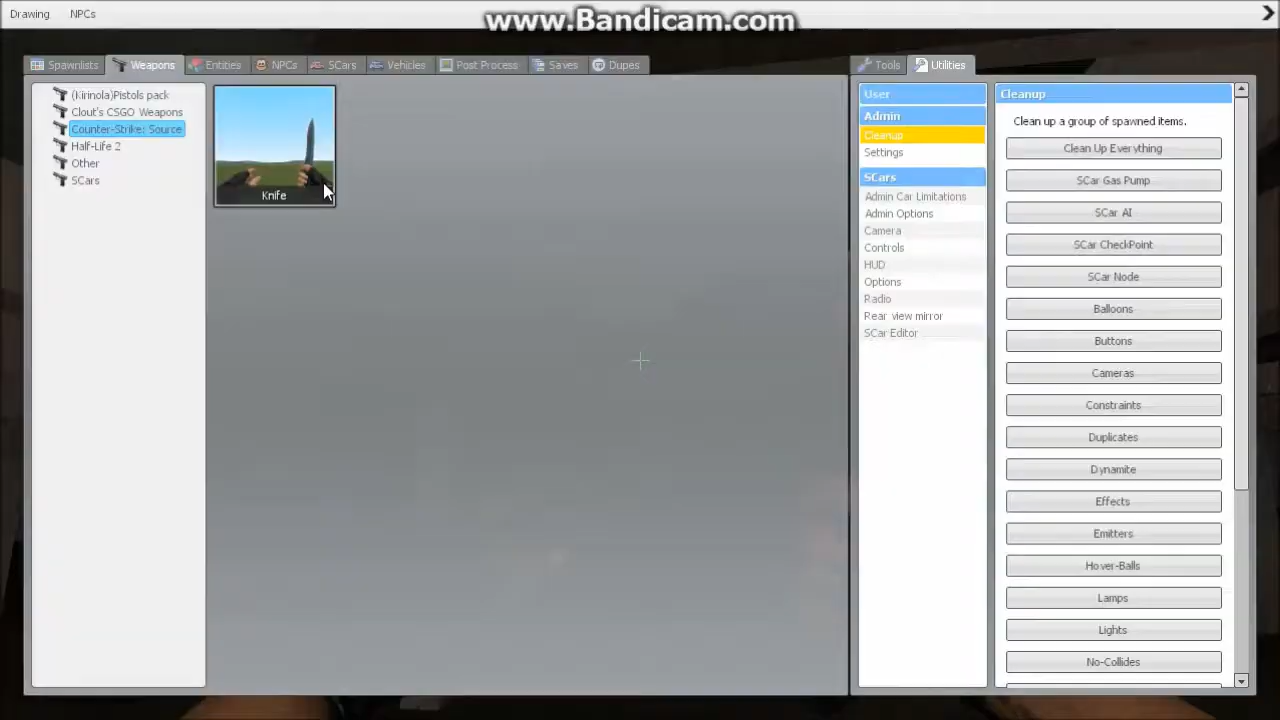 Drawing NPCs
www.Bandicam.com
Spawnlists Weapons Entities NPCs SCars Vehicles Post Process Saves Dupes
(Kirinola)Pistols pack
Clout's CSGO Weapons
Counter-Strike: Source
Half-Life 2
Other
SCars
Knife
Tools Utilities
User
Admin
Cleanup
Settings
SCars
Admin Car Limitations
Admin Options
Camera
Controls
HUD
Options
Radio
Rear view mirror
SCar Editor
Cleanup
Clean up a group of spawned items.
Clean Up Everything
SCar Gas Pump
SCar AI
SCar CheckPoint
SCar Node
Balloons
Buttons
Cameras
Constraints
Duplicates
Dynamite
Effects
Emitters
Hover-Balls
Lamps
Lights
No-Collides